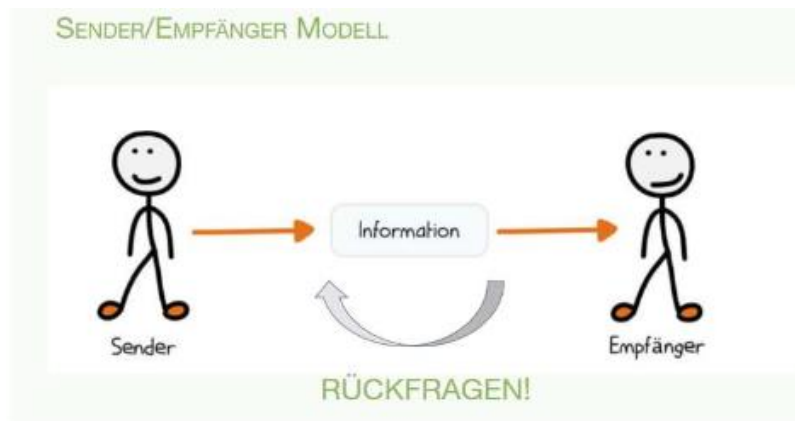 SENDER/EMPFÄNGER MODELL
Information
Sender
Empfänger
RÜCKFRAGEN!